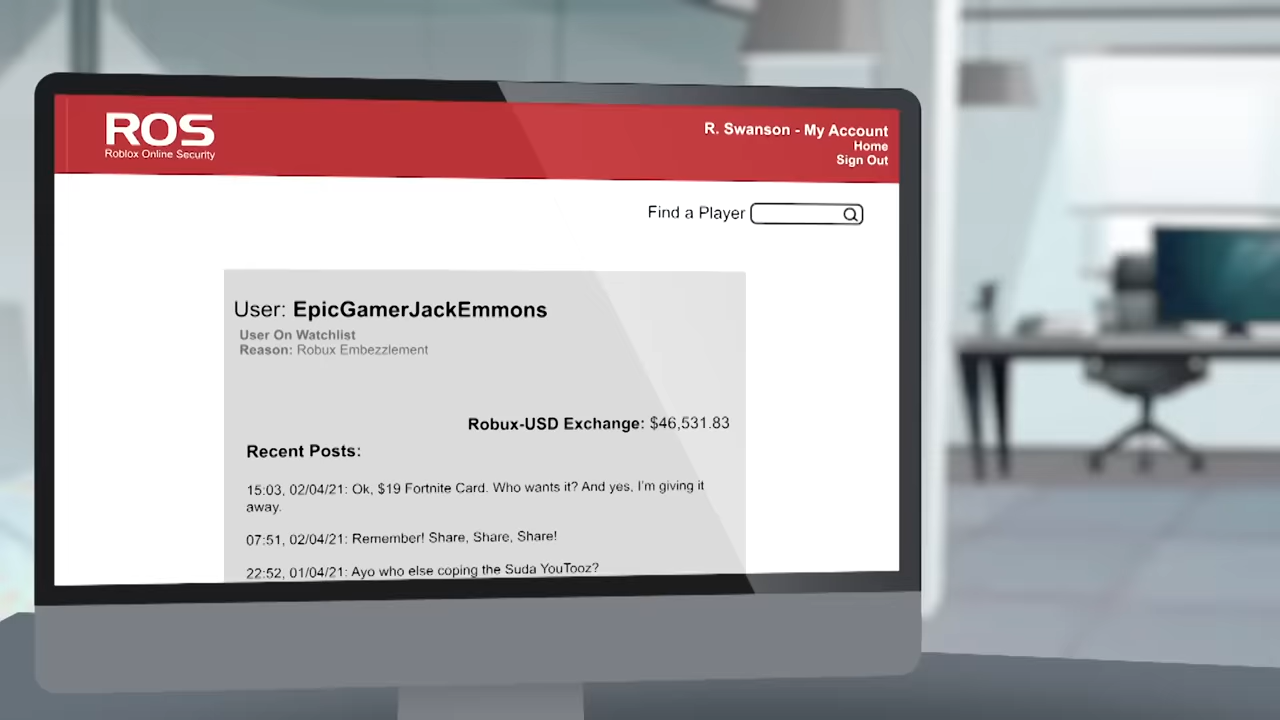 ROS
Roblox Online Security
R. Swanson - My Account
Home
Sign Out
Find a Player
User: EpicGamerJackEmmons
User On Watchlist
Reason: Robux Embezzlement
Robux-USD Exchange: $46,531.83
Recent Posts:
15:03, 02/04/21: Ok, $19 Fortnite Card. Who wants it? And yes, I'm giving it
away.
07:51, 02/04/21: Remember! Share, Share, Share!
22:52, 01/04/21: Ayo who else coping the Suda YouTooz?